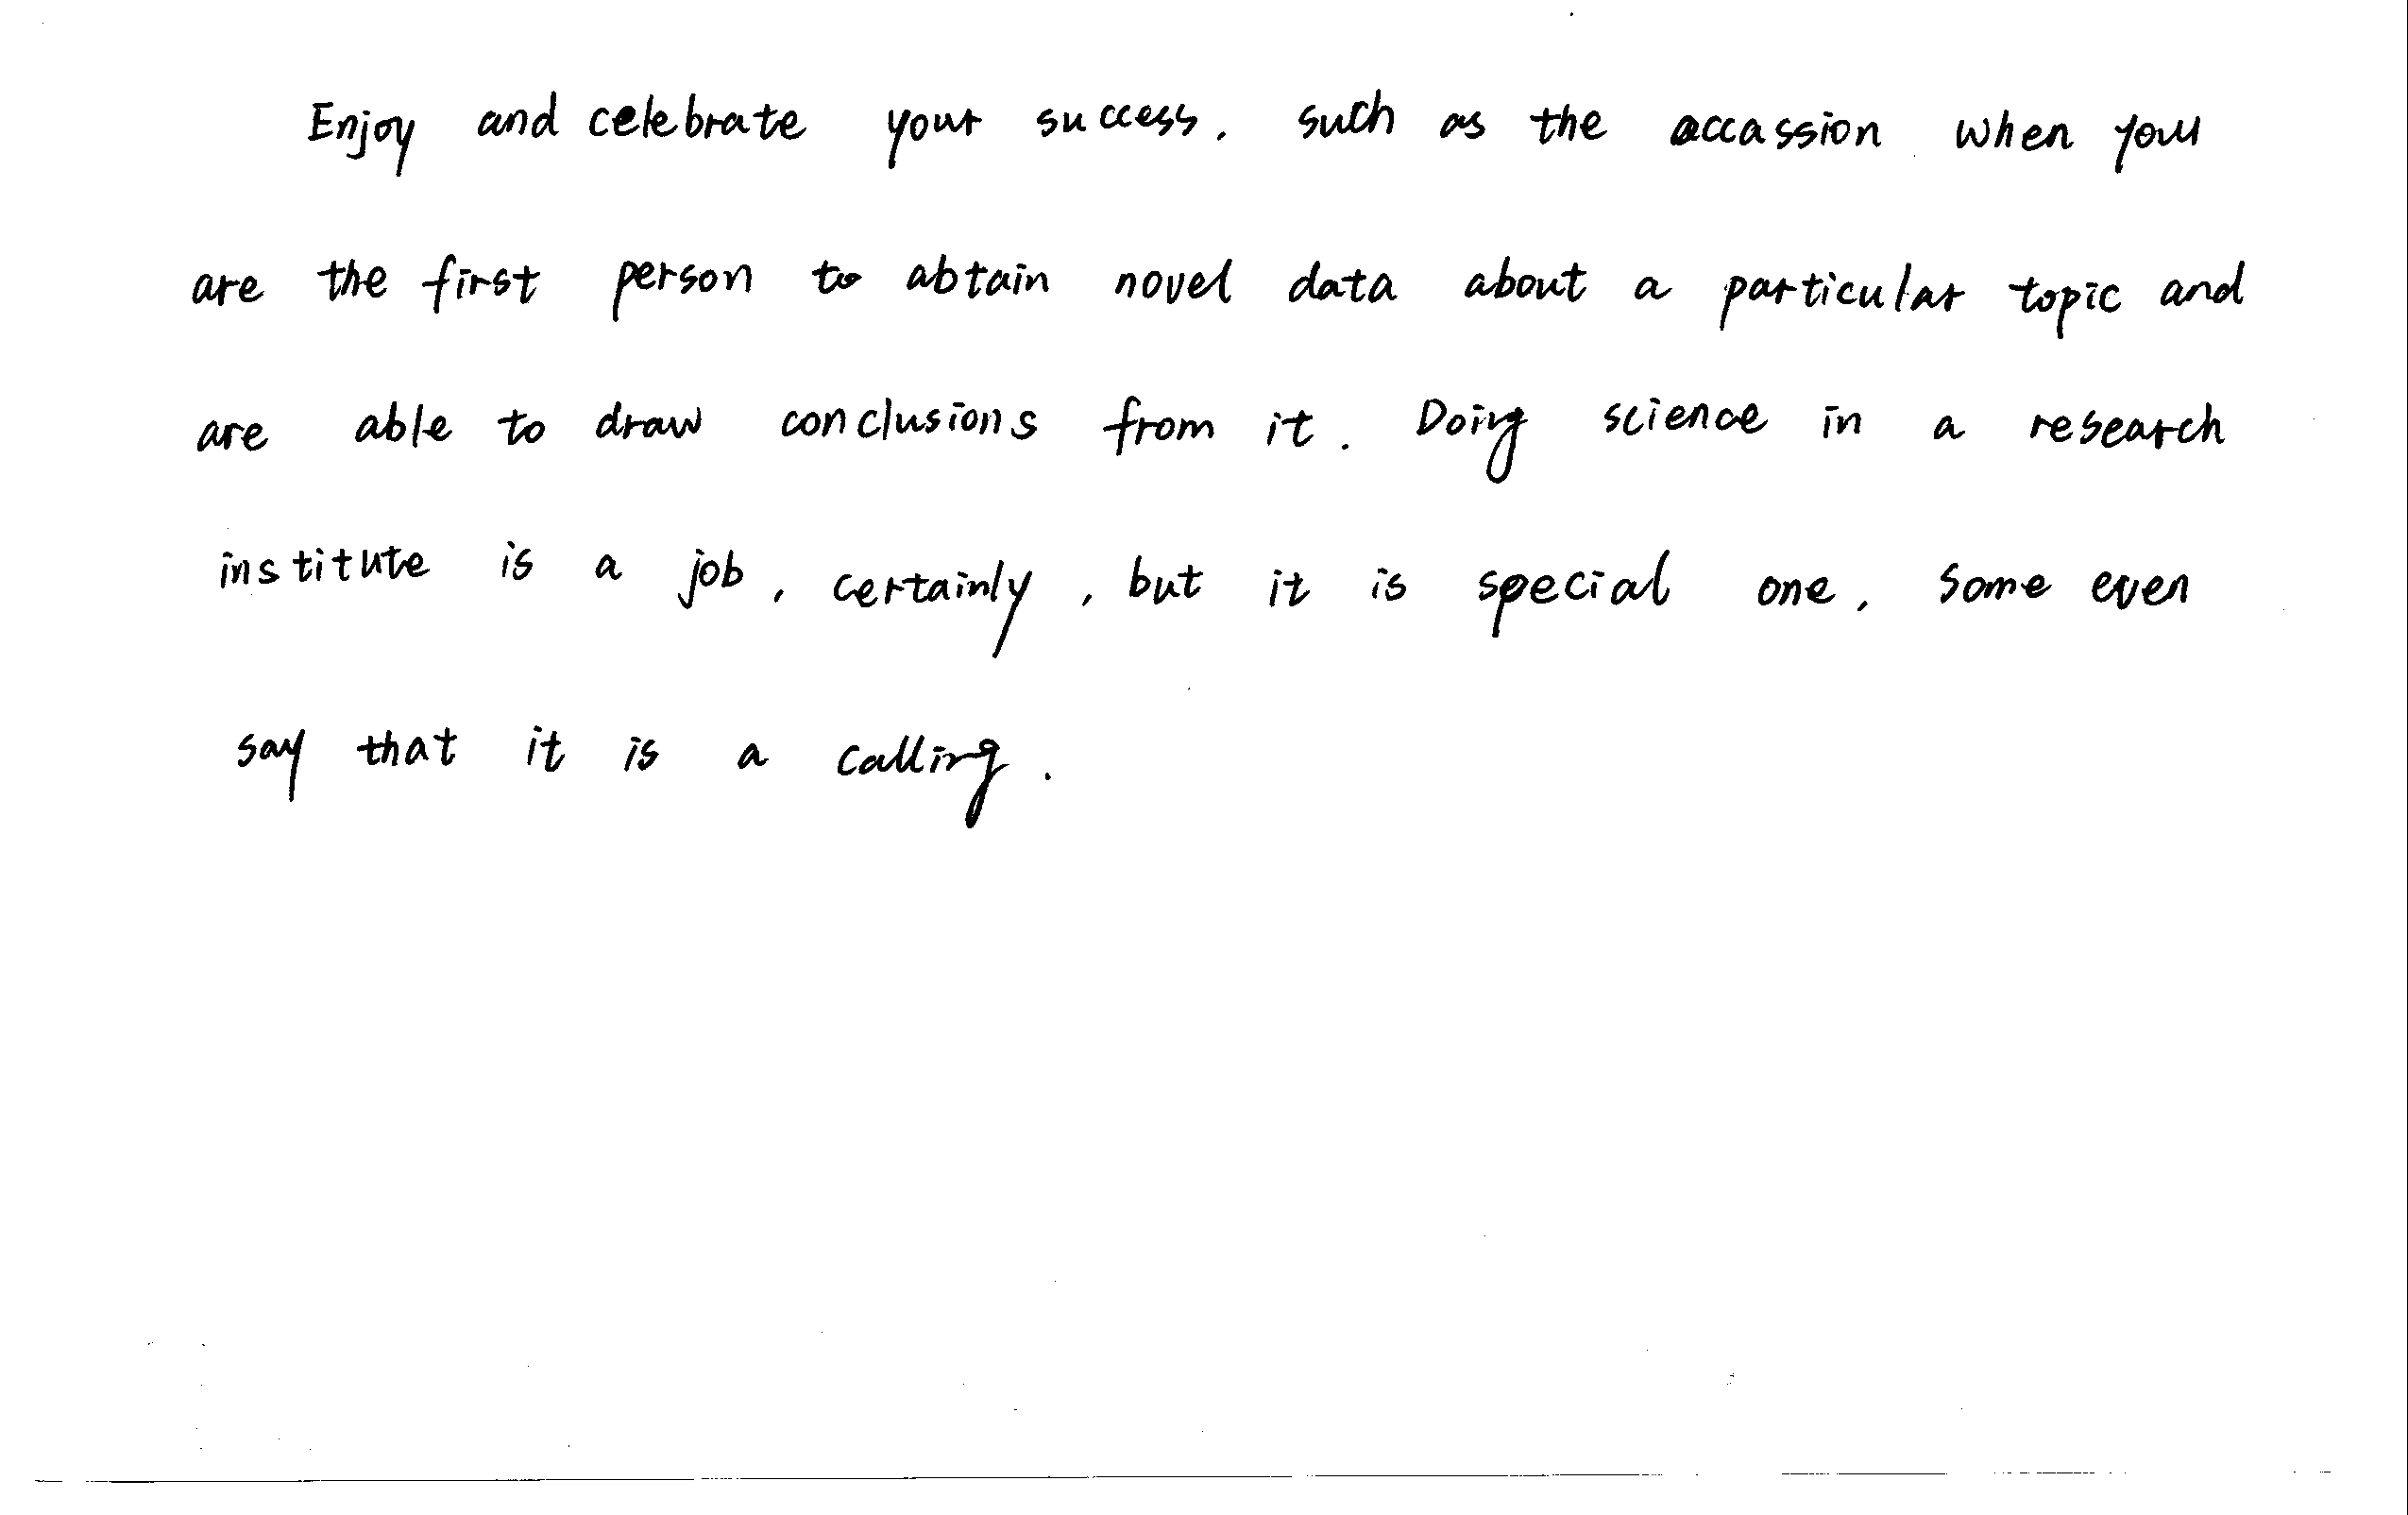 Enjoy and celebrate your success, such as the accassion when you
are the first person to abtain novel data about a particular topic and
are able to draw conclusions from it. Doing science in a research
institute is a job, certainly, but it is special one, some even
say that it is a calling.